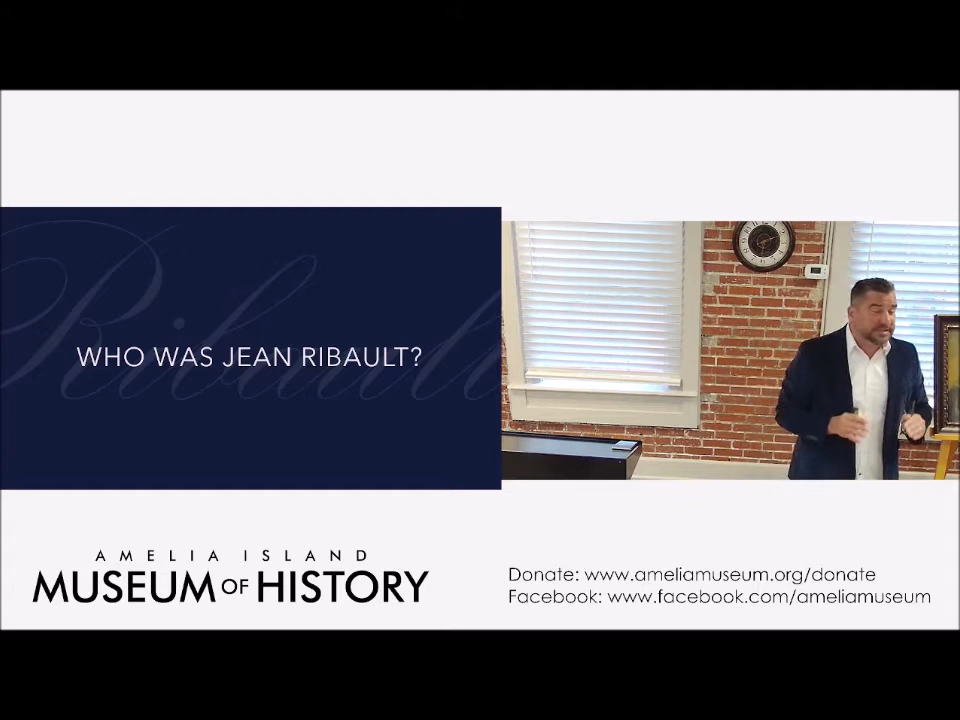 Ribault
WHO WAS JEAN RIBAULT?
AMELIA ISLAND
MUSEUM OF HISTORY
Donate: www.ameliamuseum.org/donate
Facebook: www.facebook.com/ameliamuseum